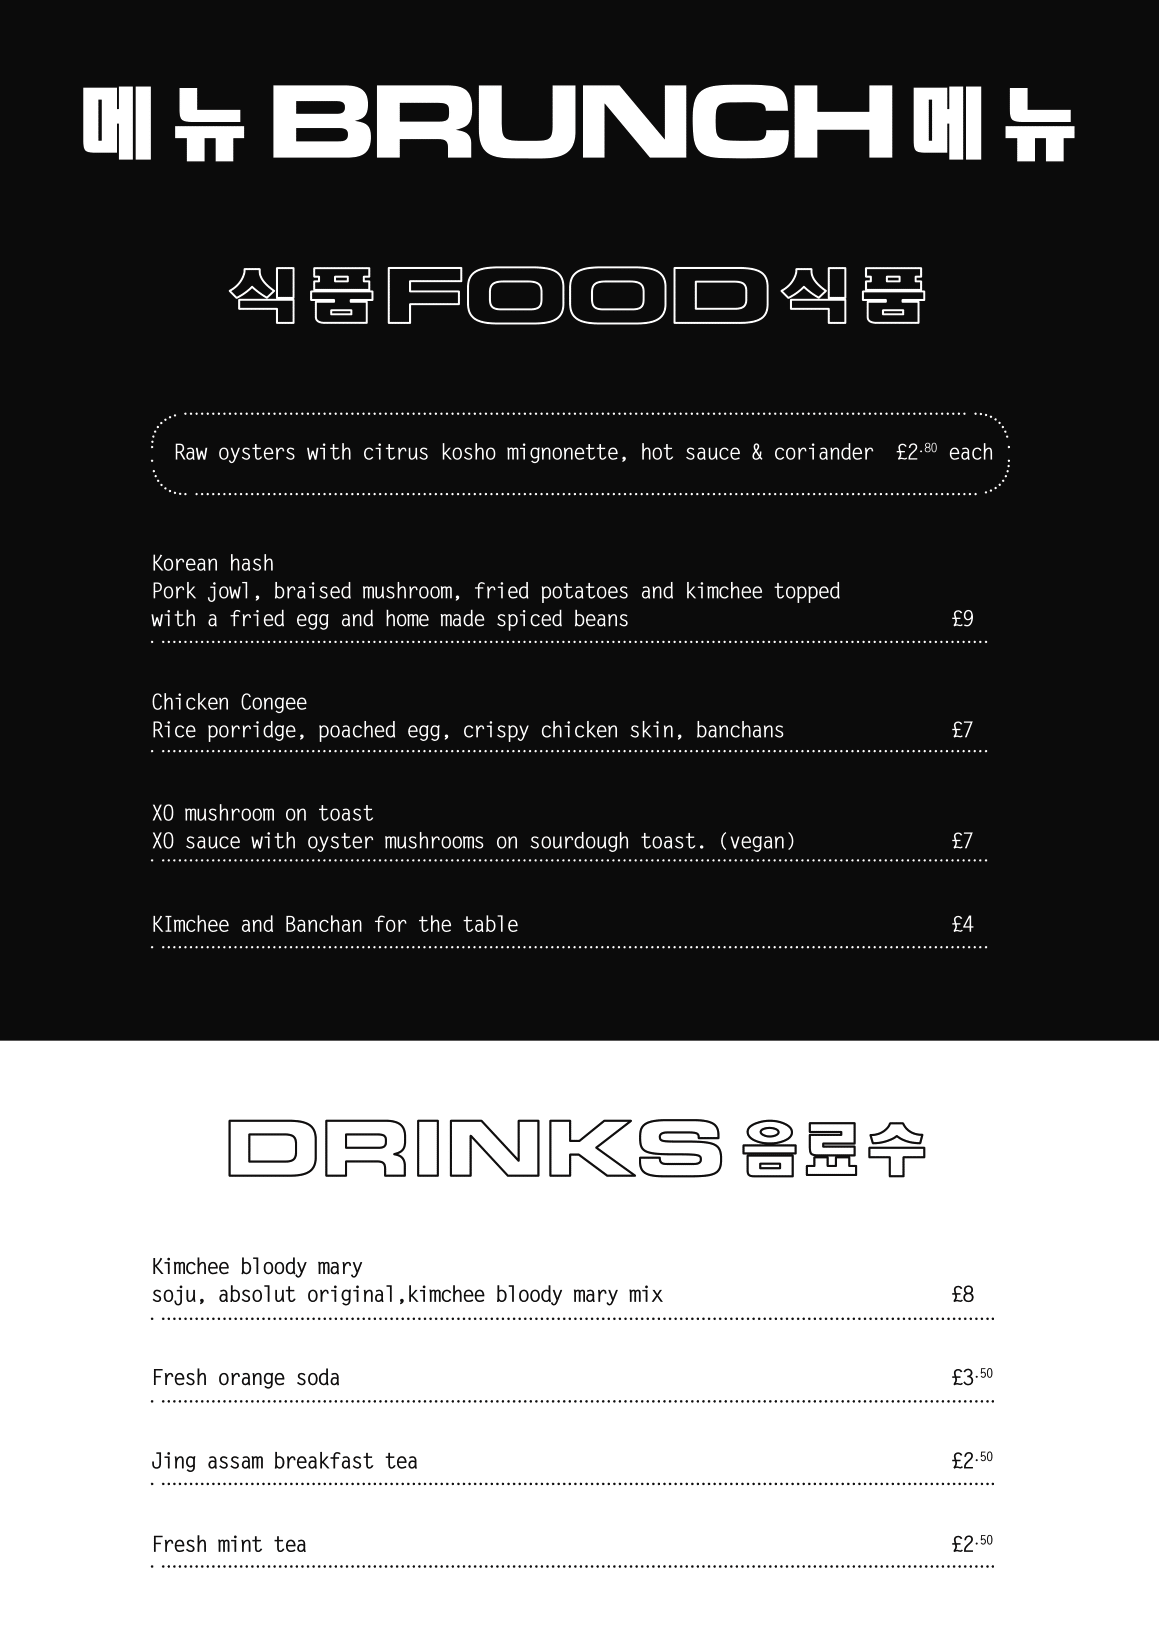 메뉴 BRUNCH 메뉴
식품 FOOD 식품
Raw oysters with citrus kosho mignonette, hot sauce & coriander £2.80 each
Korean hash
Pork jowl, braised mushroom, fried potatoes and kimchee topped
with a fried egg and home made spiced beans £9
Chicken Congee
Rice porridge, poached egg, crispy chicken skin, banchans £7
XO mushroom on toast
XO sauce with oyster mushrooms on sourdough toast. (vegan) £7
KImchee and Banchan for the table £4
DRINKS 음료수
Kimchee bloody mary
soju, absolut original,kimchee bloody mary mix £8
Fresh orange soda £3.50
Jing assam breakfast tea £2.50
Fresh mint tea £2.50